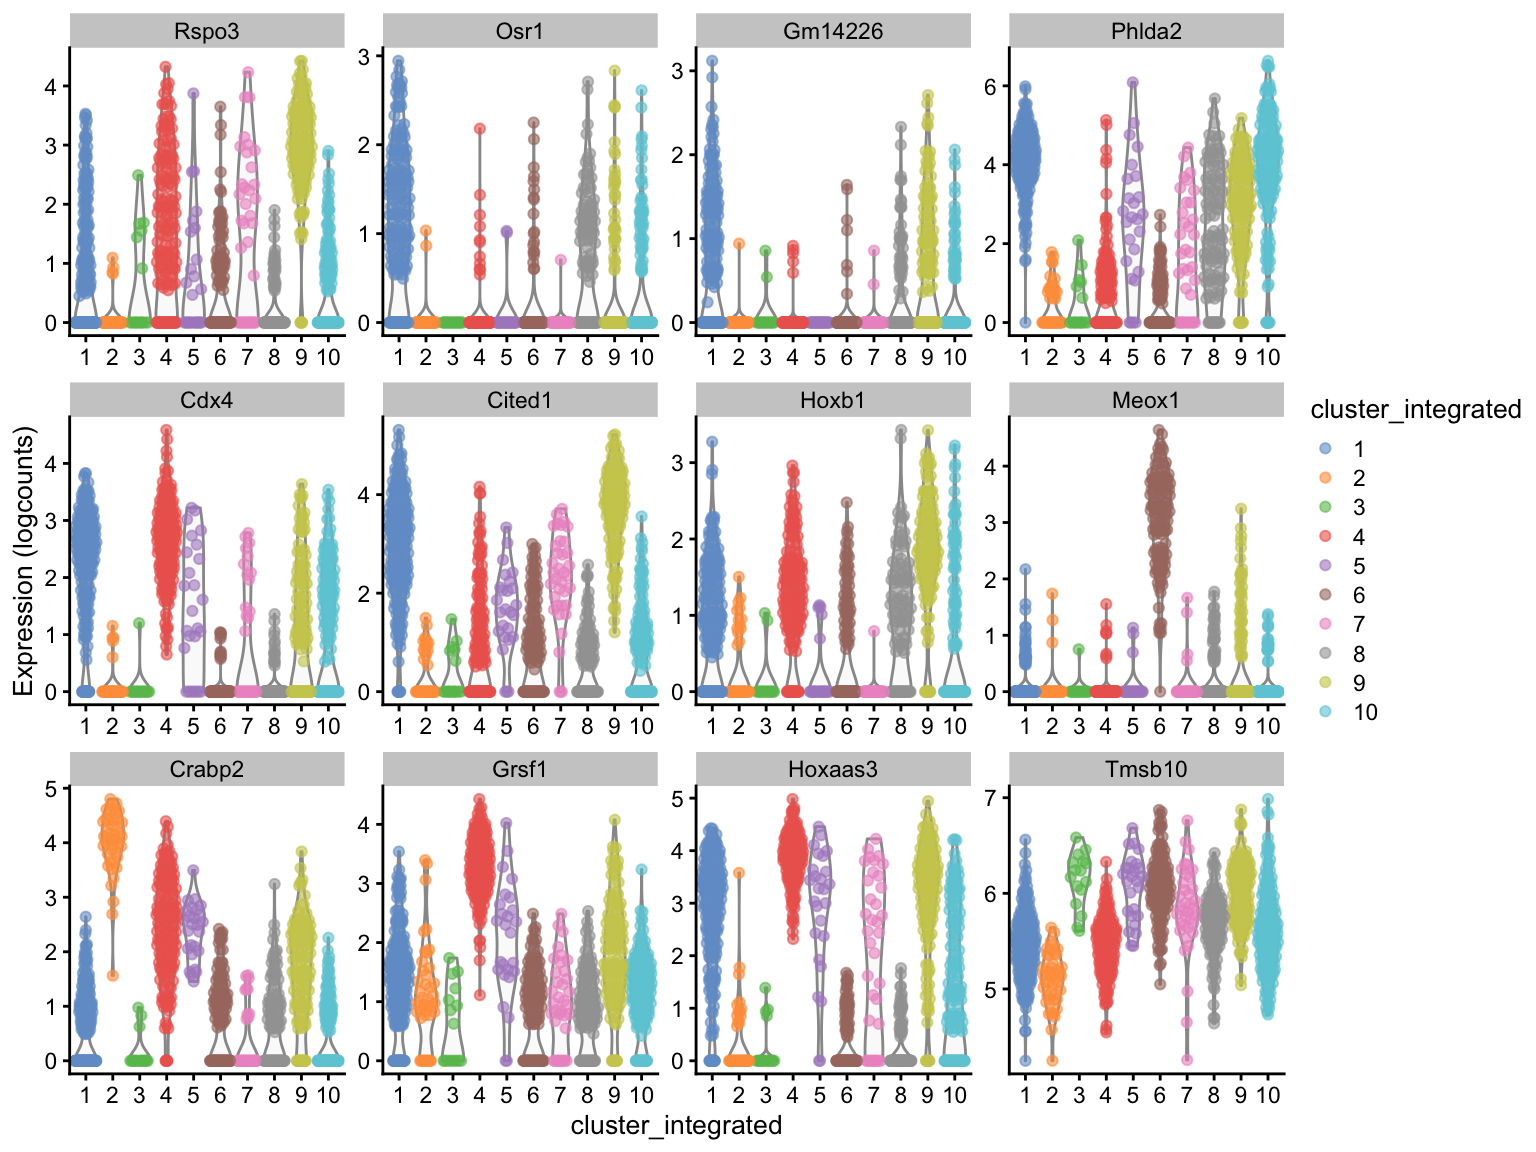 Rspo3 Osr1 Gm14226 Phlda2
4 3 2 1 0
3 2 1 0
3 2 1 0
6 4 2 0
1 2 3 4 5 6 7 8 9 10 1 2 3 4 5 6 7 8 9 10 1 2 3 4 5 6 7 8 9 10 1 2 3 4 5 6 7 8 9 10
Cdx4 Cited1 Hoxb1 Meox1
4 3 2 1 0
4 2 0
3 2 1 0
4 3 2 1 0
1 2 3 4 5 6 7 8 9 10 1 2 3 4 5 6 7 8 9 10 1 2 3 4 5 6 7 8 9 10 1 2 3 4 5 6 7 8 9 10
Crabp2 Grsf1 Hoxaas3 Tmsb10
5 4 3 2 1 0
4 3 2 1 0
5 4 3 2 1 0
7 6 5
1 2 3 4 5 6 7 8 9 10 1 2 3 4 5 6 7 8 9 10 1 2 3 4 5 6 7 8 9 10 1 2 3 4 5 6 7 8 9 10
Expression (logcounts)
cluster_integrated
cluster_integrated
1
2
3
4
5
6
7
8
9
10